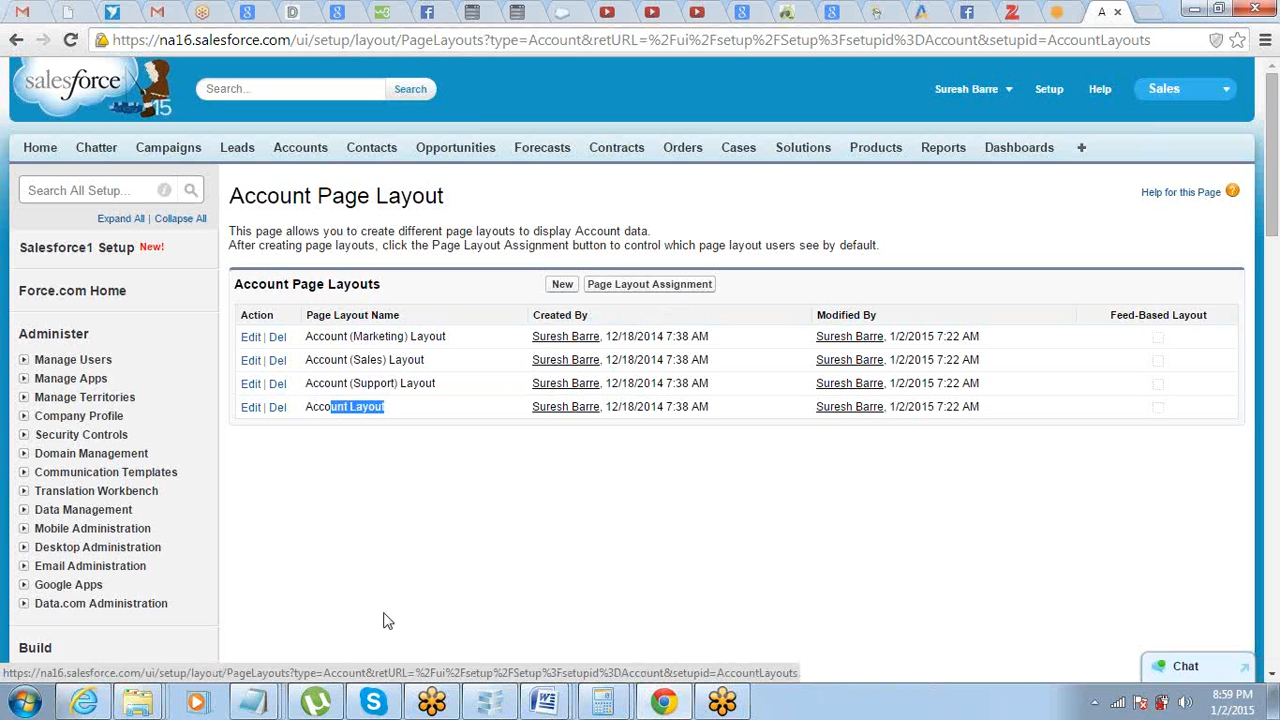 A
https://na16.salesforce.com/ui/setup/layout/PageLayouts?type=Account&retURL=%2Fui%2Fsetup%2FSetup%3Fsetupid%3DAccount&setupid=AccountLayouts
salesforce
15
Search...
Search
Suresh Barre
Setup
Help
Sales
Home
Chatter
Campaigns
Leads
Accounts
Contacts
Opportunities
Forecasts
Contracts
Orders
Cases
Solutions
Products
Reports
Dashboards
Search All Setup...
Expand All | Collapse All
Salesforce1 Setup New!
Force.com Home
Administer
Manage Users
Manage Apps
Manage Territories
Company Profile
Security Controls
Domain Management
Communication Templates
Translation Workbench
Data Management
Mobile Administration
Desktop Administration
Email Administration
Google Apps
Data.com Administration
Build
Account Page Layout
Help for this Page
This page allows you to create different page layouts to display Account data.
After creating page layouts, click the Page Layout Assignment button to control which page layout users see by default.
Account Page Layouts
New
Page Layout Assignment
Action Page Layout Name Created By Modified By Feed-Based Layout
Edit | Del Account (Marketing) Layout Suresh Barre, 12/18/2014 7:38 AM Suresh Barre, 1/2/2015 7:22 AM
Edit | Del Account (Sales) Layout Suresh Barre, 12/18/2014 7:38 AM Suresh Barre, 1/2/2015 7:22 AM
Edit | Del Account (Support) Layout Suresh Barre, 12/18/2014 7:38 AM Suresh Barre, 1/2/2015 7:22 AM
Edit | Del Account Layout Suresh Barre, 12/18/2014 7:38 AM Suresh Barre, 1/2/2015 7:22 AM
https://na16.salesforce.com/ui/setup/layout/PageLayouts?type=Account&retURL=%2Fui%2Fsetup%2FSetup%3Fsetupid%3DAccount&setupid=AccountLayouts
Chat
8:59 PM
1/2/2015